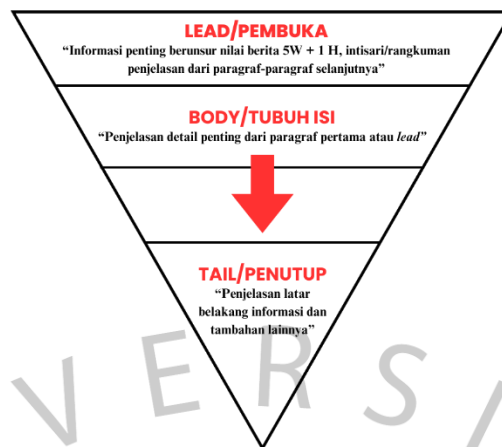 LEAD/PEMBUKA
“Informasi penting berunsur nilai berita 5W + 1 H, intisari/rangkuman
penjelasan dari paragraf-paragraf selanjutnya”
BODY/TUBUH ISI
“Penjelasan detail penting dari paragraf pertama atau lead”
TAIL/PENUTUP
“Penjelasan latar
belakang informasi dan
tambahan lainnya”
V E R S